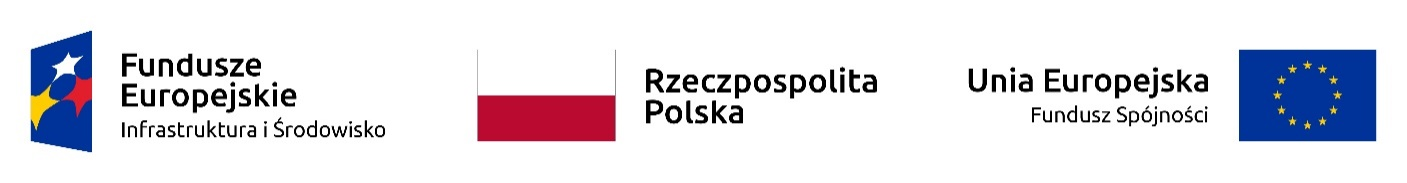 Fundusze
Europejskie
Infrastruktura i Środowisko
Rzeczpospolita
Polska
Unia Europejska
Fundusz Spójności